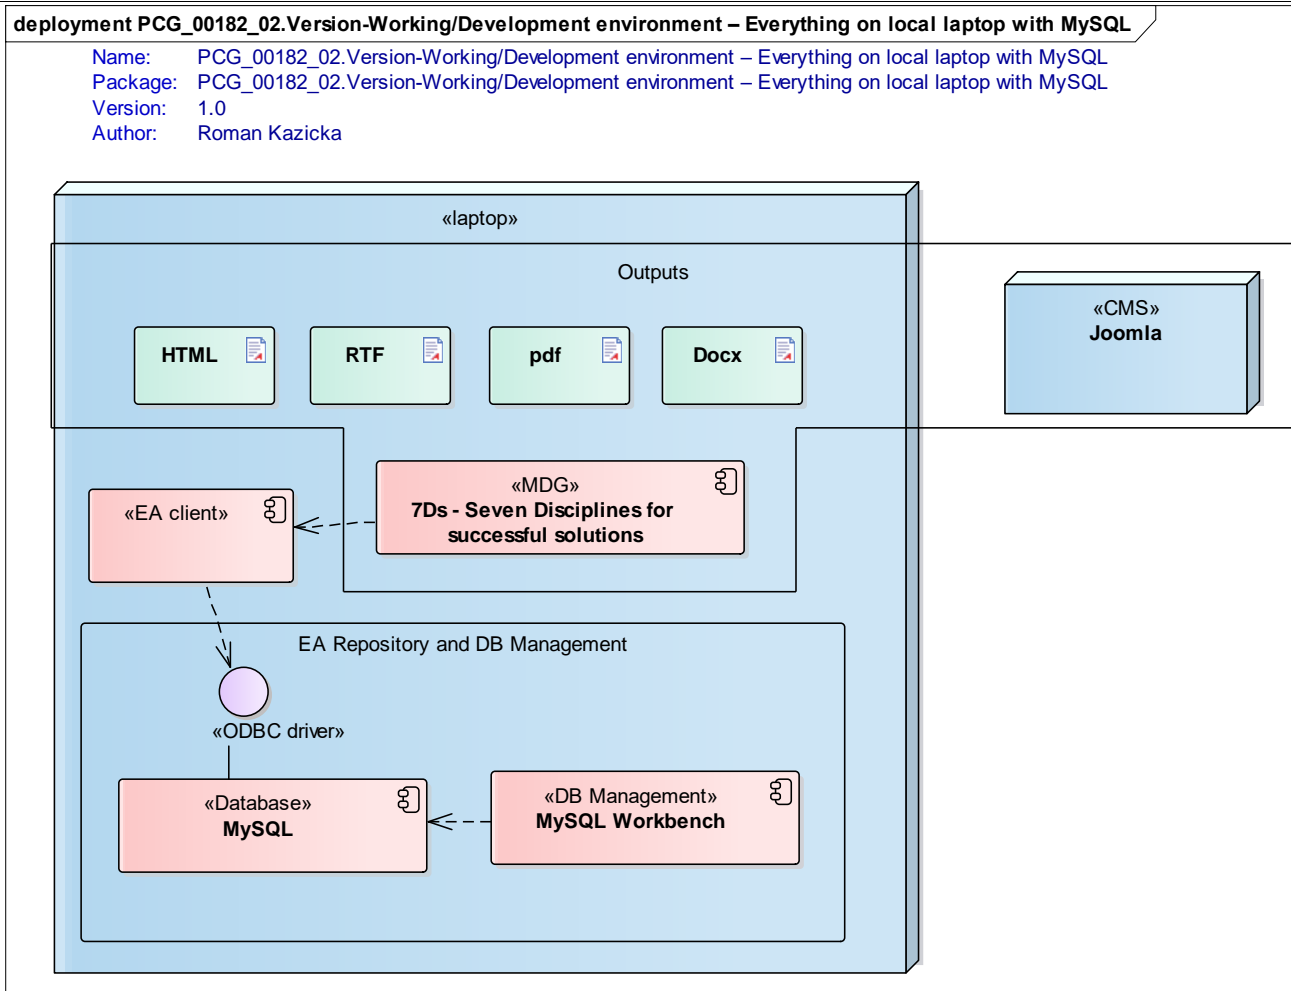 deployment PCG_00182_02.Version-Working/Development environment – Everything on local laptop with MySQL
Name: PCG_00182_02.Version-Working/Development environment – Everything on local laptop with MySQL
Package: PCG_00182_02.Version-Working/Development environment – Everything on local laptop with MySQL
Version: 1.0
Author: Roman Kazicka
«laptop»
Outputs
«CMS»
Joomla
HTML
RTF
pdf
Docx
«MDG»
7Ds - Seven Disciplines for
successful solutions
«EA client»
EA Repository and DB Management
«ODBC driver»
«Database»
MySQL
«DB Management»
MySQL Workbench